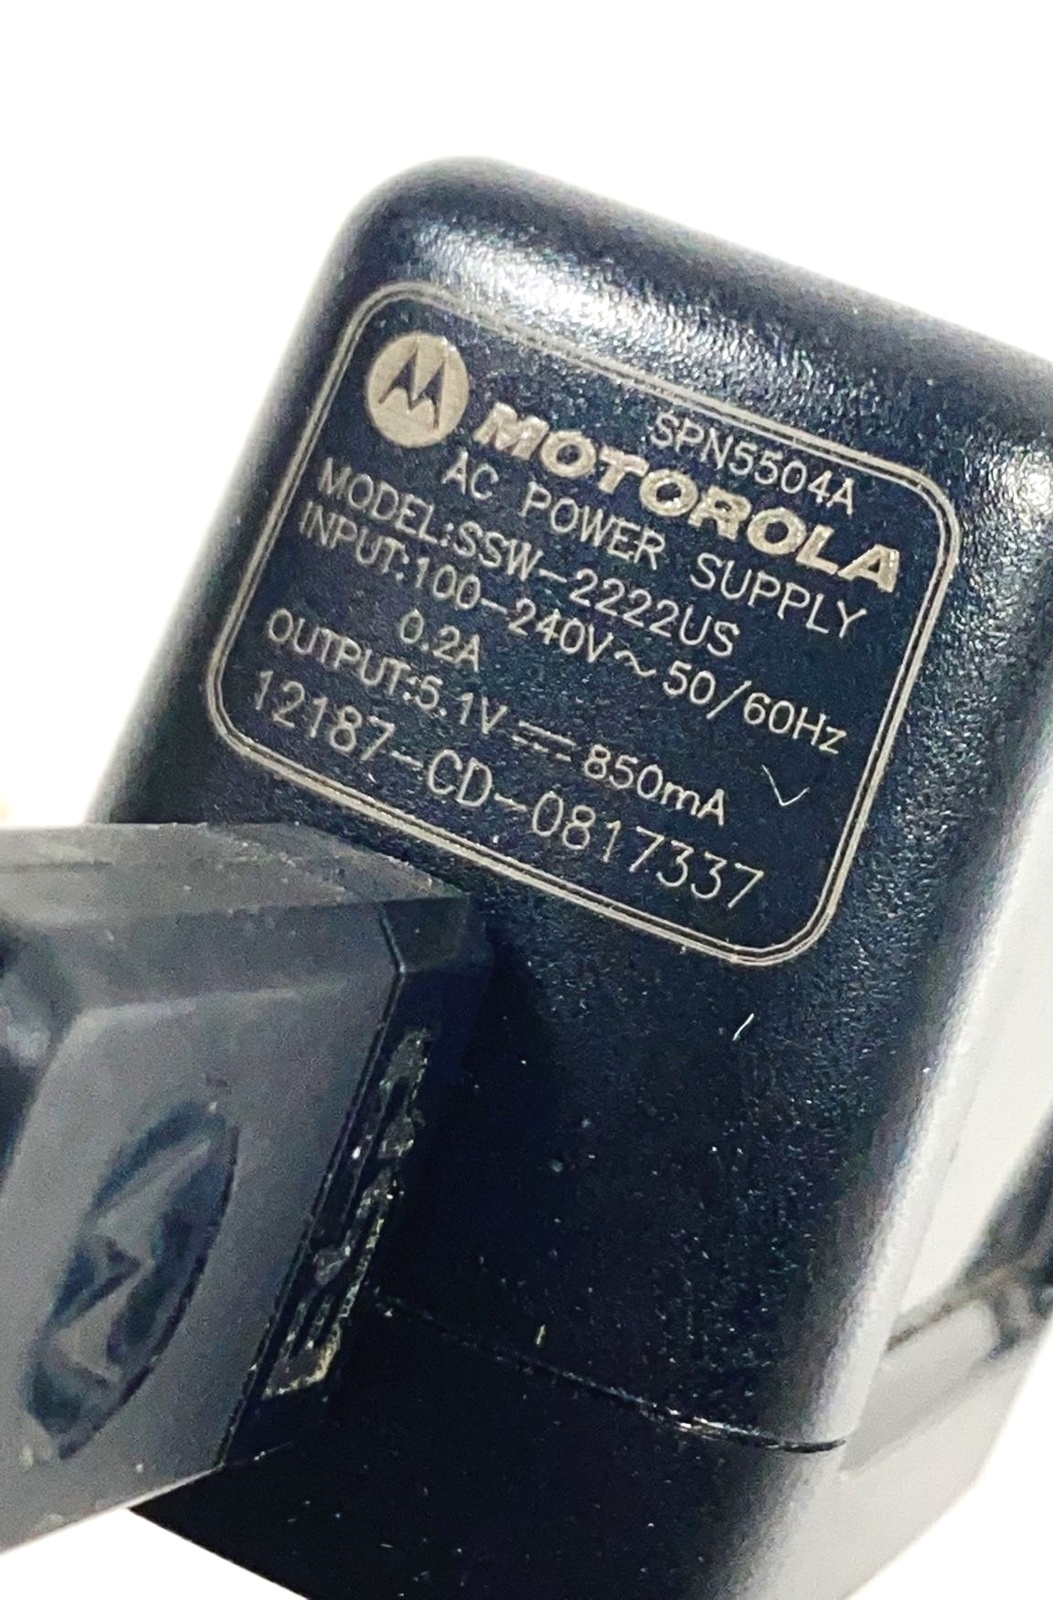 SPN5504A
MOTOROLA
AC POWER SUPPLY
MODEL:SSW-2222US
INPUT:100-240V~50/60Hz
0.2A
OUTPUT:5.1V⎓850mA
12187-CD-0817337